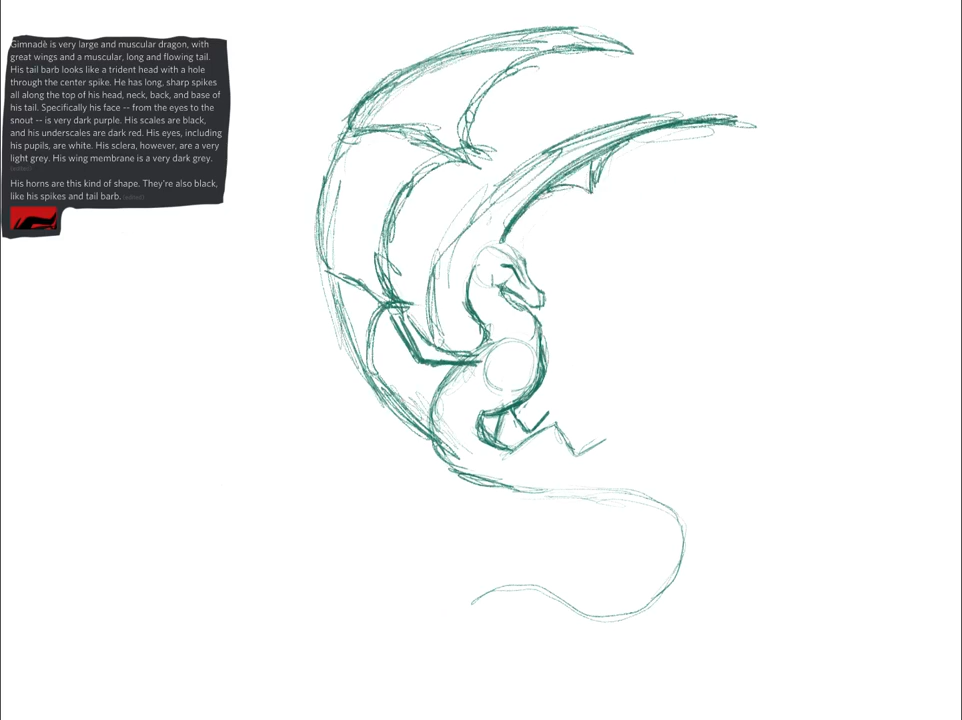 Gimnadè is very large and muscular dragon, with
great wings and a muscular, long and flowing tail.
His tail barb looks like a trident head with a hole
through the center spike. He has long, sharp spikes
all along the top of his head, neck, back, and base of
his tail. Specifically his face -- from the eyes to the
snout -- is very dark purple. His scales are black,
and his underscales are dark red. His eyes, including
his pupils, are white. His sclera, however, are a very
light grey. His wing membrane is a very dark grey.
(edited)
His horns are this kind of shape. They're also black,
like his spikes and tail barb. (edited)